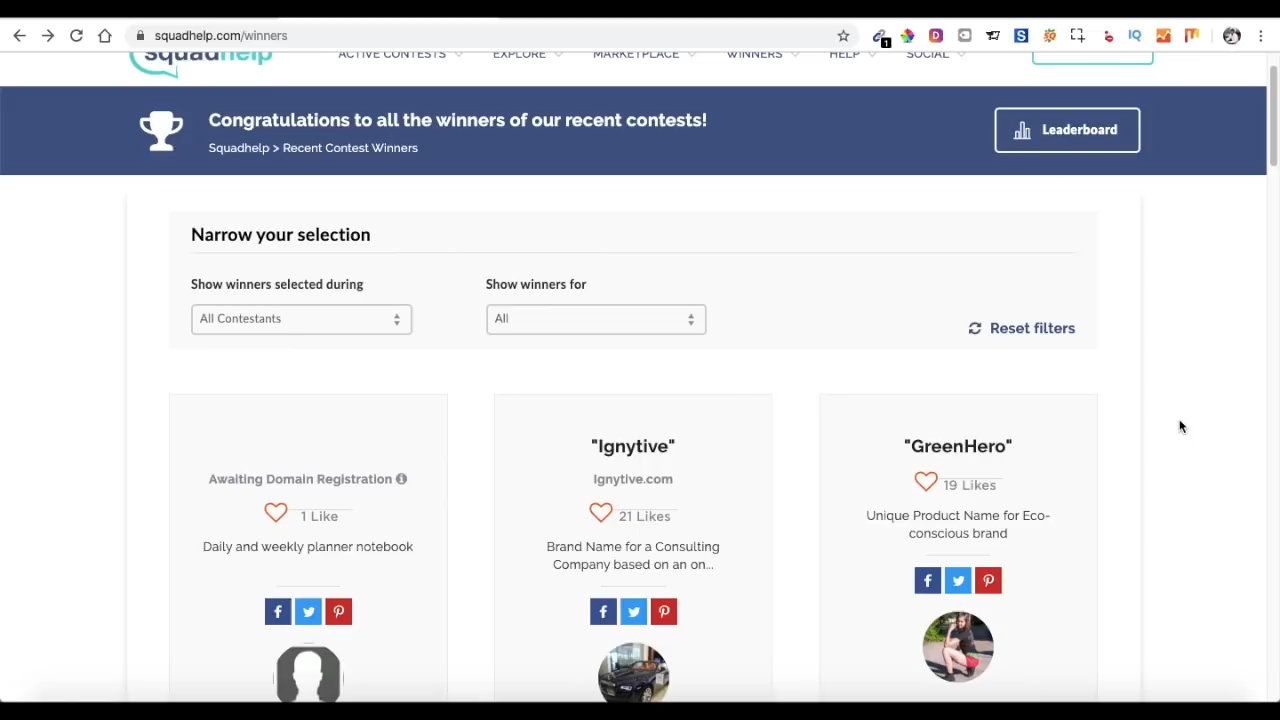 squadhelp.com/winners
1
D
S
IQ
squadhelp
ACTIVE CONTESTS
EXPLORE
MARKETPLACE
WINNERS
HELP
SOCIAL
Congratulations to all the winners of our recent contests!
Squadhelp > Recent Contest Winners
Leaderboard
Narrow your selection
Show winners selected during
Show winners for
All Contestants
All
Reset filters
Awaiting Domain Registration
1 Like
Daily and weekly planner notebook
"Ignytive"
Ignytive.com
21 Likes
Brand Name for a Consulting
Company based on an on...
"GreenHero"
19 Likes
Unique Product Name for Eco-
conscious brand